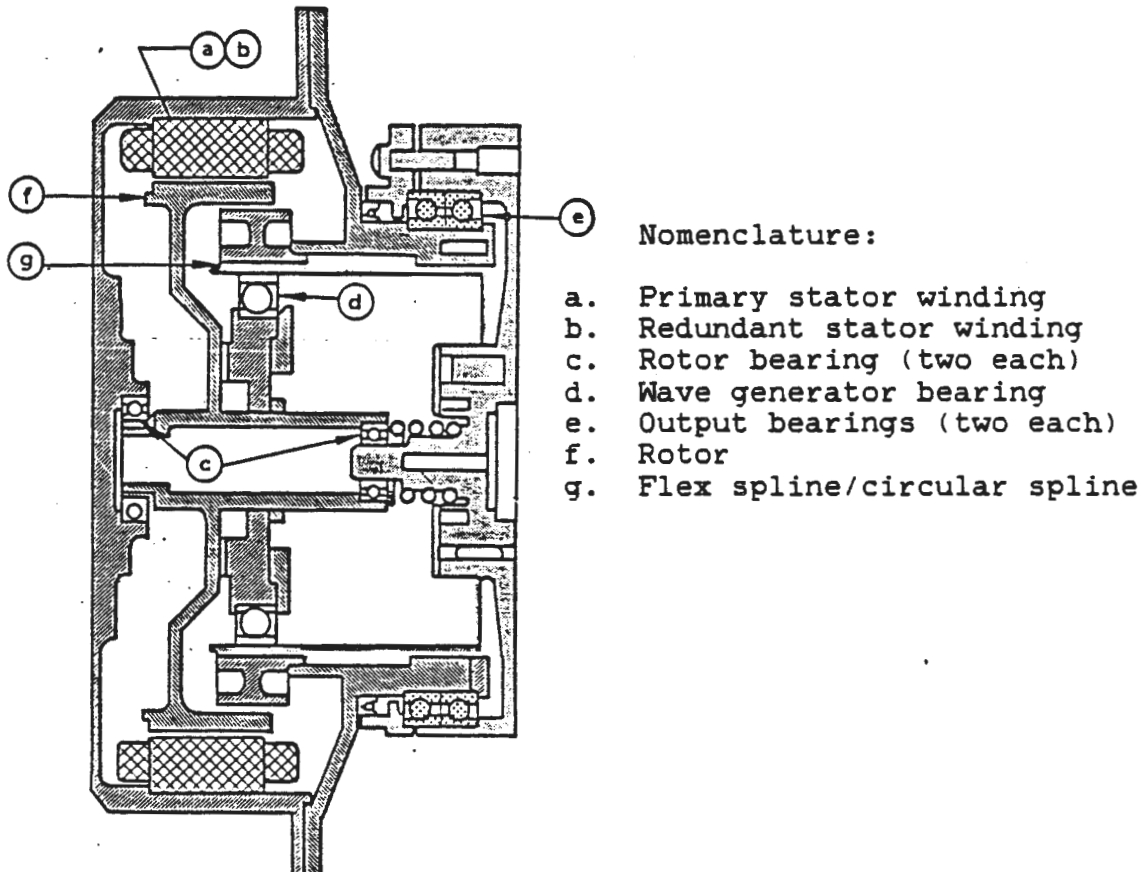 a b
f
e
g
d
c
Nomenclature:
a. Primary stator winding
b. Redundant stator winding
c. Rotor bearing (two each)
d. Wave generator bearing
e. Output bearings (two each)
f. Rotor
g. Flex spline/circular spline